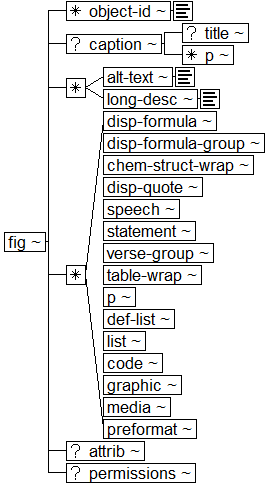 * object-id ~
? caption ~
? title ~
* p ~
*
alt-text ~
long-desc ~
fig ~
*
disp-formula ~
disp-formula-group ~
chem-struct-wrap ~
disp-quote ~
speech ~
statement ~
verse-group ~
table-wrap ~
p ~
def-list ~
list ~
code ~
graphic ~
media ~
preformat ~
? attrib ~
? permissions ~